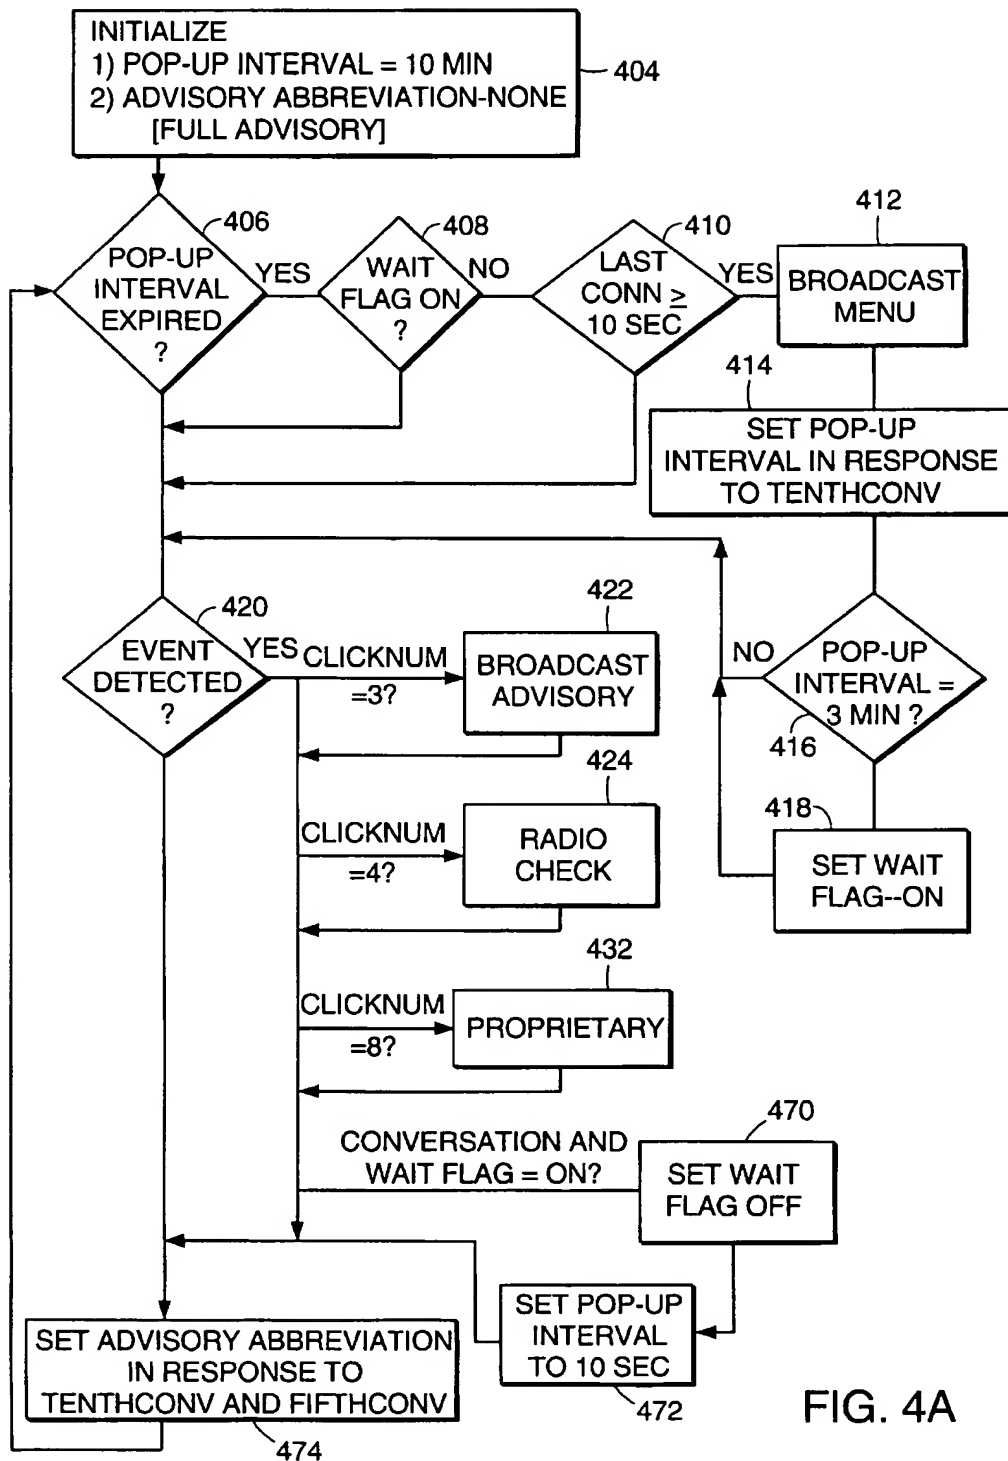 INITIALIZE
1) POP-UP INTERVAL = 10 MIN
2) ADVISORY ABBREVIATION-NONE
[FULL ADVISORY]
404
406
POP-UP
INTERVAL
EXPIRED
?
YES
408
WAIT
FLAG ON
?
NO
410
LAST
CONN ≥
10 SEC
YES
412
BROADCAST
MENU
414
SET POP-UP
INTERVAL IN RESPONSE
TO TENTHCONV
416
POP-UP
INTERVAL =
3 MIN ?
NO
418
SET WAIT
FLAG--ON
420
EVENT
DETECTED
?
YES
CLICKNUM
=3?
422
BROADCAST
ADVISORY
CLICKNUM
=4?
424
RADIO
CHECK
CLICKNUM
=8?
432
PROPRIETARY
CONVERSATION AND
WAIT FLAG = ON?
470
SET WAIT
FLAG OFF
SET POP-UP
INTERVAL
TO 10 SEC
472
SET ADVISORY ABBREVIATION
IN RESPONSE TO
TENTHCONV AND FIFTHCONV
474
FIG. 4A